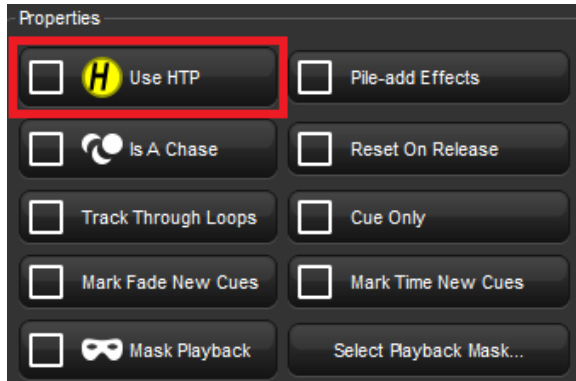 Properties
H Use HTP
Pile-add Effects
Is A Chase
Reset On Release
Track Through Loops
Cue Only
Mark Fade New Cues
Mark Time New Cues
Mask Playback
Select Playback Mask...